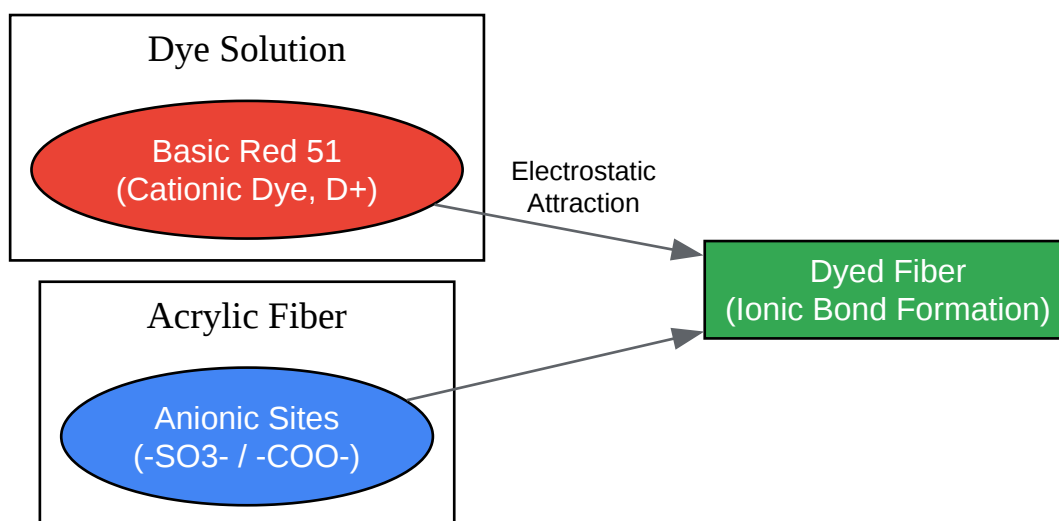 Dye Solution
Basic Red 51
(Cationic Dye, D+)
Electrostatic
Attraction
Dyed Fiber
(Ionic Bond Formation)
Acrylic Fiber
Anionic Sites
(-SO3- / -COO-)